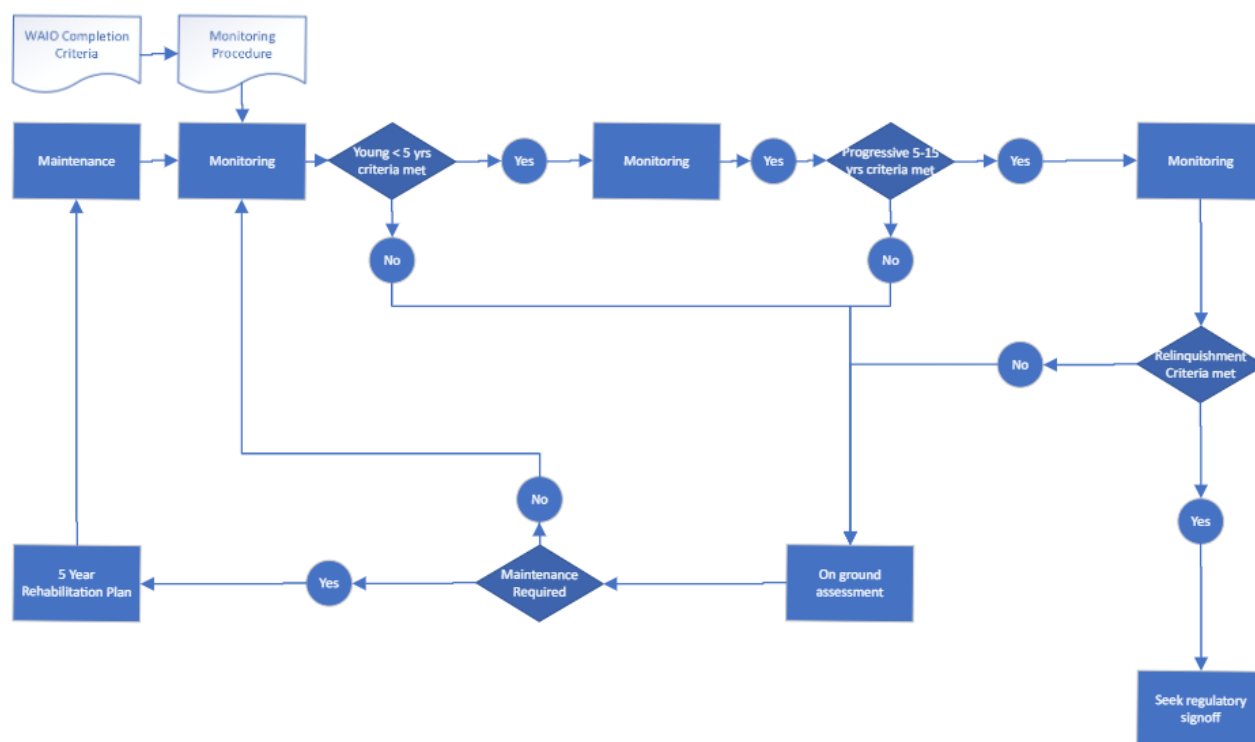 WAIO Completion
Criteria
Monitoring
Procedure
Maintenance
Monitoring
Young < 5 yrs
criteria met
Yes
Monitoring
Yes
Progressive 5-15
yrs criteria met
Yes
Monitoring
No
No
No
Relinquishment
Criteria met
No
Yes
5 Year
Rehabilitation Plan
Yes
Maintenance
Required
On ground
assessment
Seek regulatory
signoff